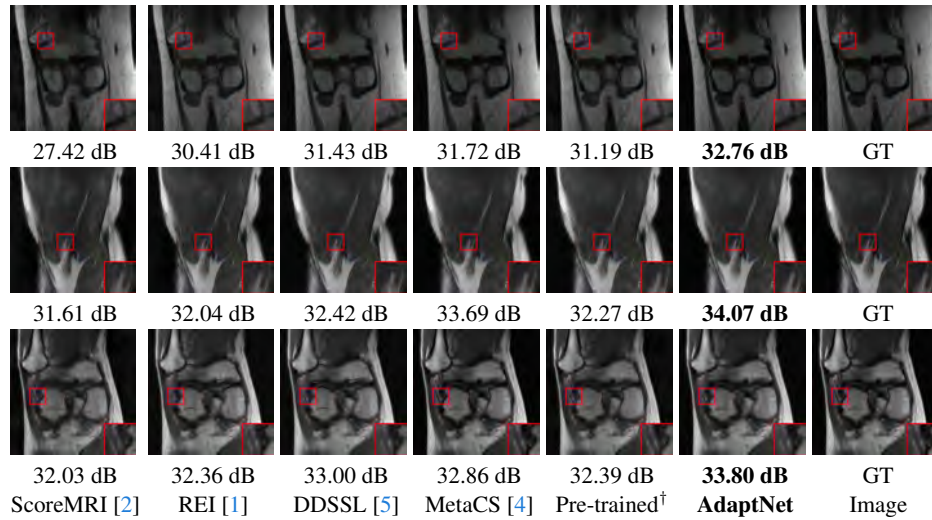 27.42 dB 30.41 dB 31.43 dB 31.72 dB 31.19 dB 32.76 dB GT
31.61 dB 32.04 dB 32.42 dB 33.69 dB 32.27 dB 34.07 dB GT
32.03 dB 32.36 dB 33.00 dB 32.86 dB 32.39 dB 33.80 dB GT
ScoreMRI [2] REI [1] DDSSL [5] MetaCS [4] Pre-trained† AdaptNet Image